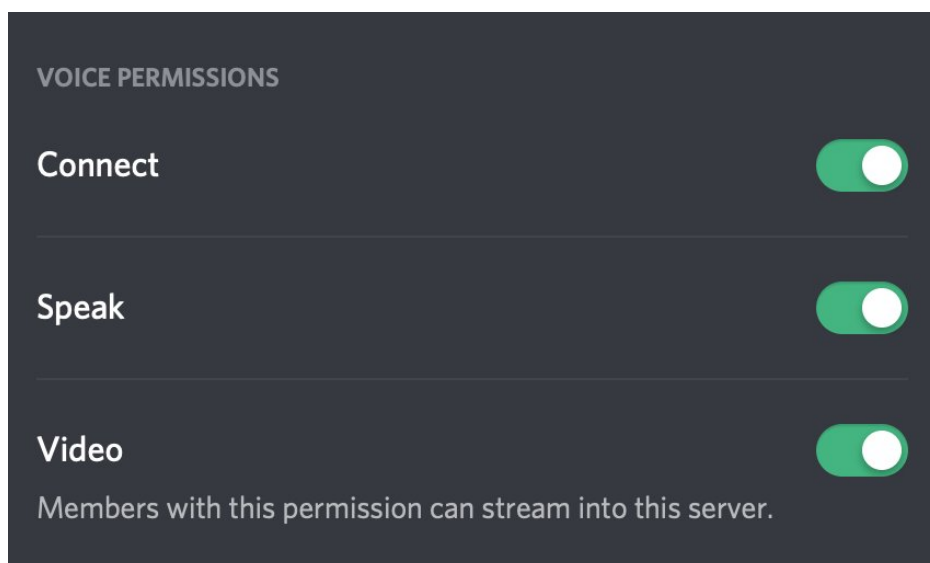 VOICE PERMISSIONS
Connect
Speak
Video
Members with this permission can stream into this server.